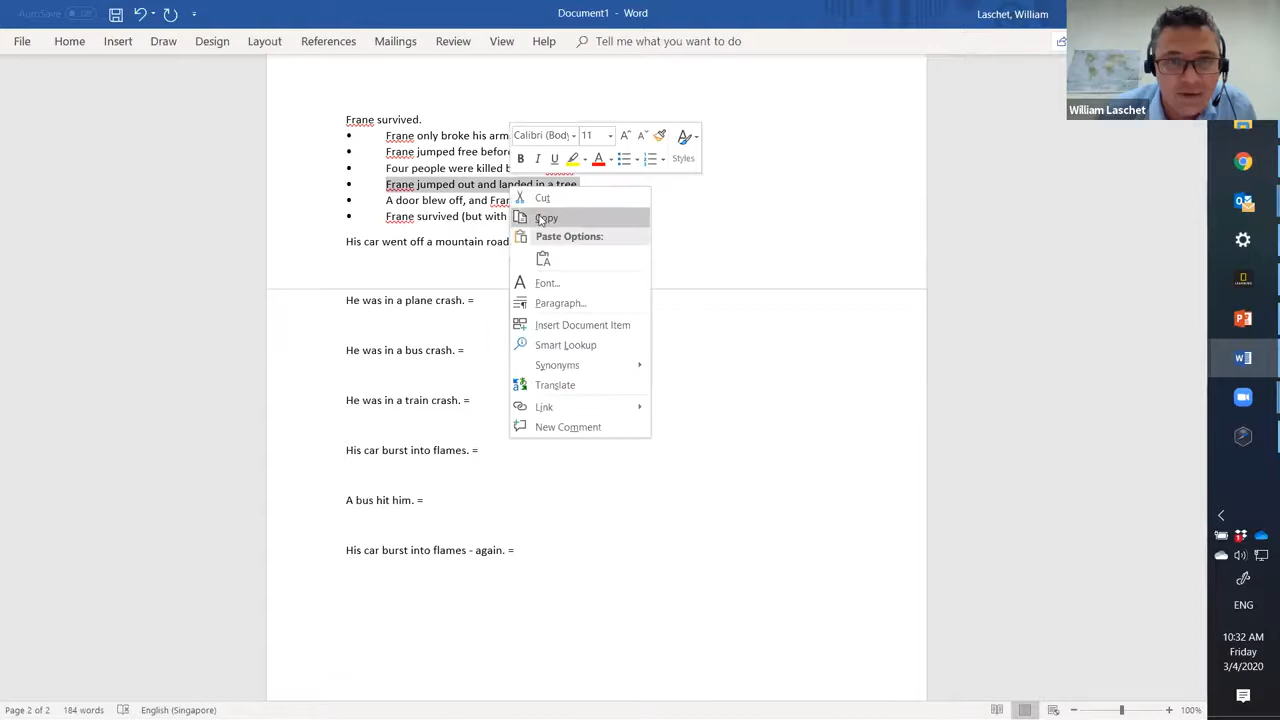 AutoSave Off
Document1 - Word
Laschet, William
File Home Insert Draw Design Layout References Mailings Review View Help Tell me what you want to do
William Laschet
Frane survived.
Frane only broke his arm
Calibri (Body) 11
Frane jumped free before
Styles
Four people were killed
Frane jumped out and landed in a tree.
A door blew off, and
Frane survived (but with
His car went off a mountain road
Cut
Copy
Paste Options:
Font...
Paragraph...
Insert Document Item
Smart Lookup
Synonyms
Translate
Link
New Comment
He was in a plane crash. =
He was in a bus crash. =
He was in a train crash. =
His car burst into flames. =
A bus hit him. =
His car burst into flames - again. =
ENG
10:32 AM
Friday
3/4/2020
Page 2 of 2 184 words English (Singapore) 100%